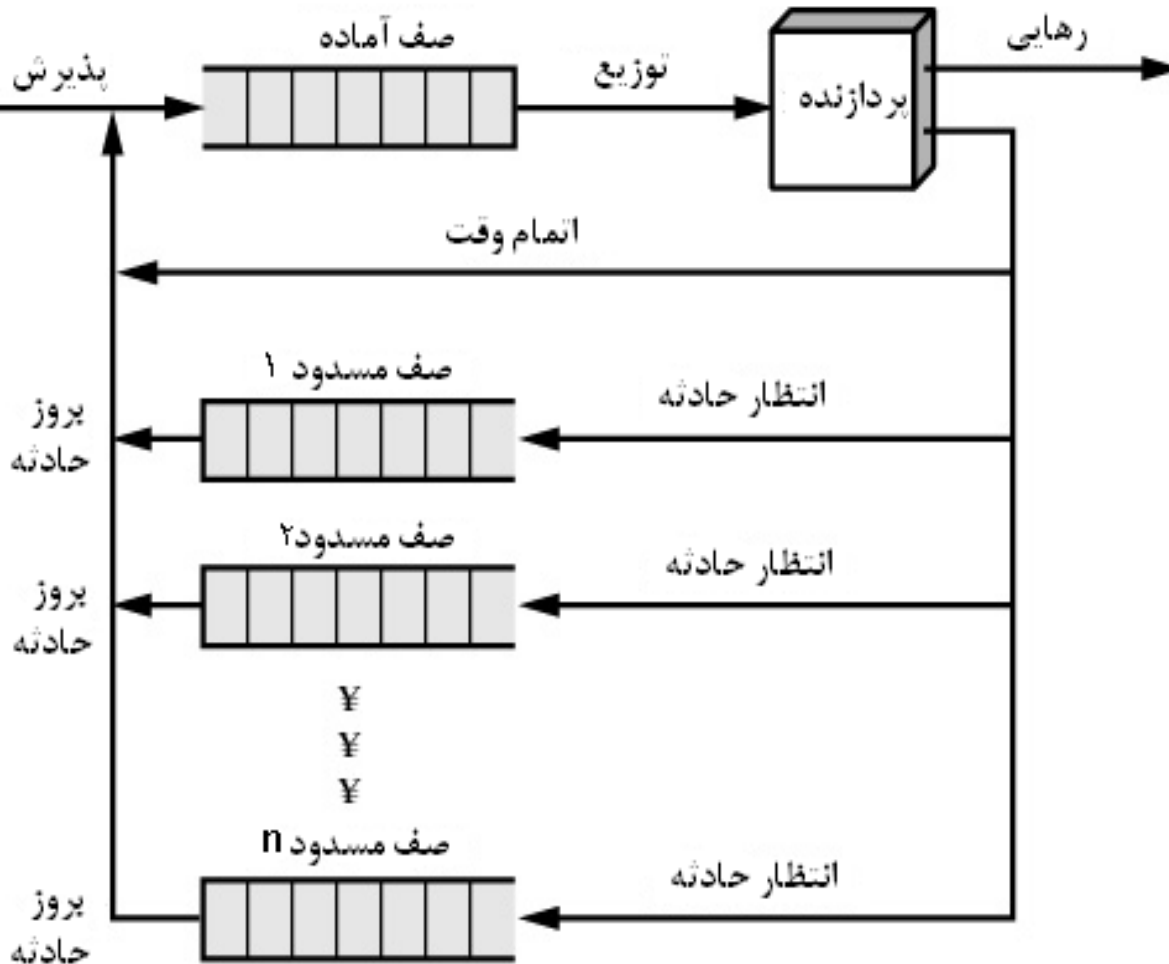 صف آماده
پذیرش
توزیع
رهایی
پردازنده
اتمام وقت
صف مسدود ۱
انتظار حادثه
بروز
حادثه
صف مسدود۲
انتظار حادثه
بروز
حادثه
¥
¥
¥
صف مسدود n
انتظار حادثه
بروز
حادثه